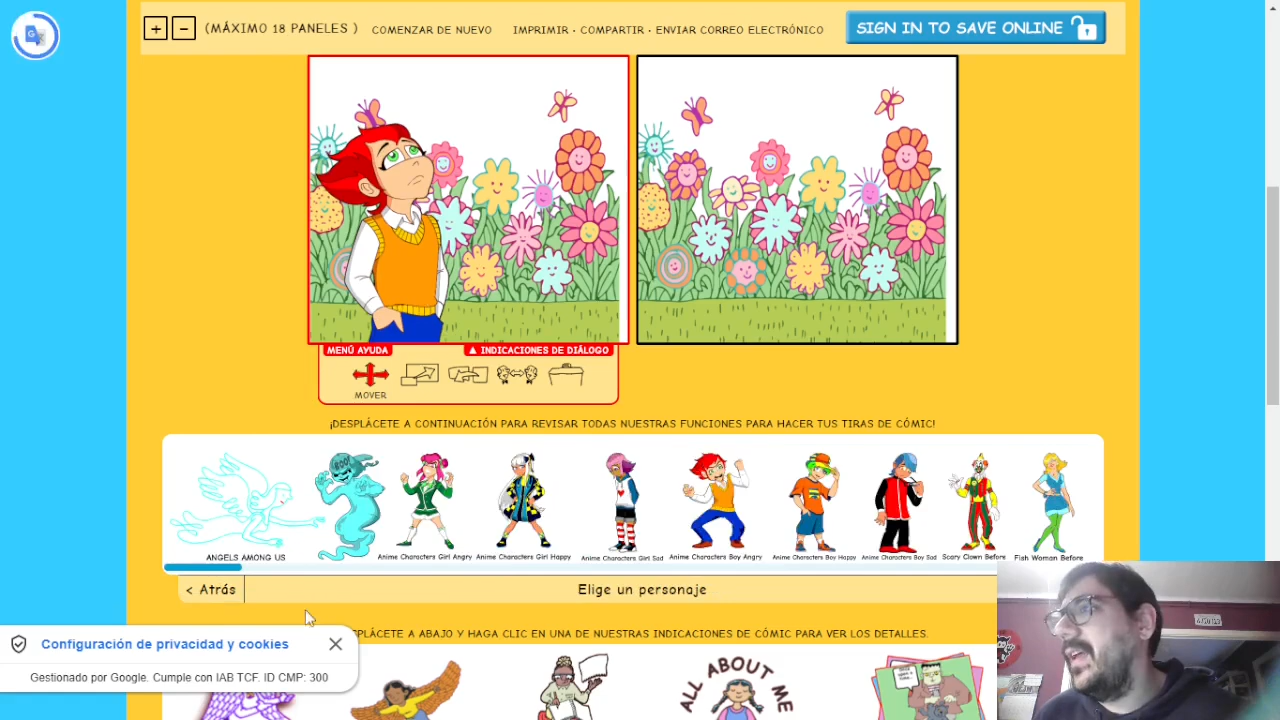 + − (MÁXIMO 18 PANELES ) COMENZAR DE NUEVO IMPRIMIR · COMPARTIR · ENVIAR CORREO ELECTRÓNICO SIGN IN TO SAVE ONLINE
MENÚ AYUDA ▲ INDICACIONES DE DIÁLOGO
MOVER
¡DESPLÁCETE A CONTINUACIÓN PARA REVISAR TODAS NUESTRAS FUNCIONES PARA HACER TUS TIRAS DE CÓMIC!
ANGELS AMONG US Anime Characters Girl Angry Anime Characters Girl Happy Anime Characters Girl Sad Anime Characters Boy Angry Anime Characters Boy Happy Anime Characters Boy Sad Scary Clown Before Fish Woman Before
< Atrás Elige un personaje
PLÁCETE A ABAJO Y HAGA CLIC EN UNA DE NUESTRAS INDICACIONES DE CÓMIC PARA VER LOS DETALLES.
Configuración de privacidad y cookies
Gestionado por Google. Cumple con IAB TCF. ID CMP: 300
ALL ABOUT ME